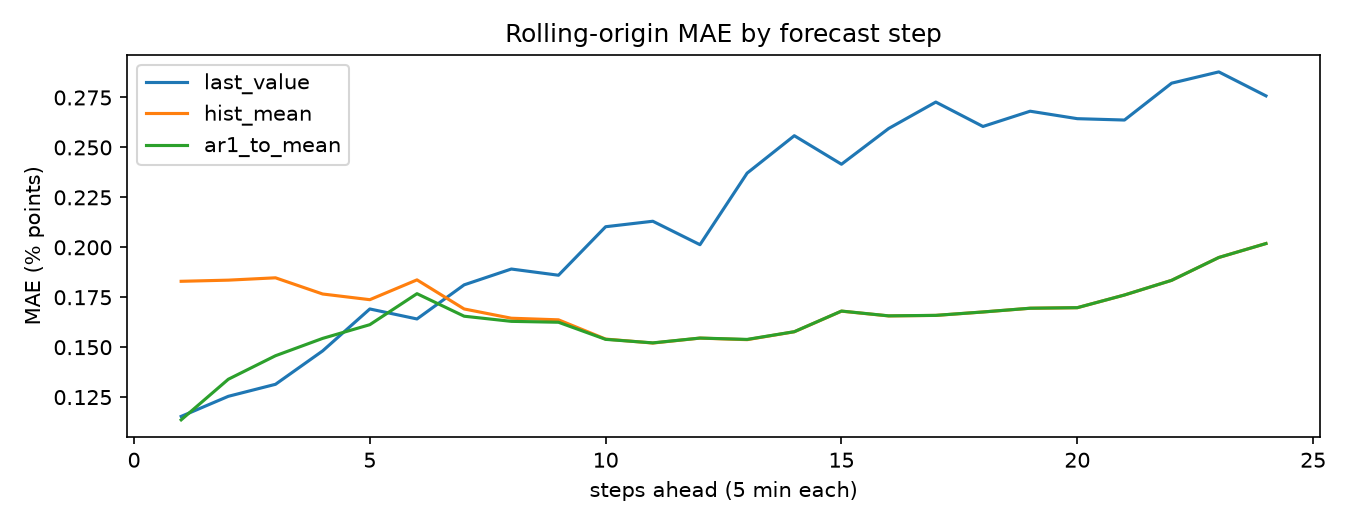 Rolling-origin MAE by forecast step
last_value
hist_mean
ar1_to_mean
MAE (% points)
0.275
0.250
0.225
0.200
0.175
0.150
0.125
0 5 10 15 20 25
steps ahead (5 min each)